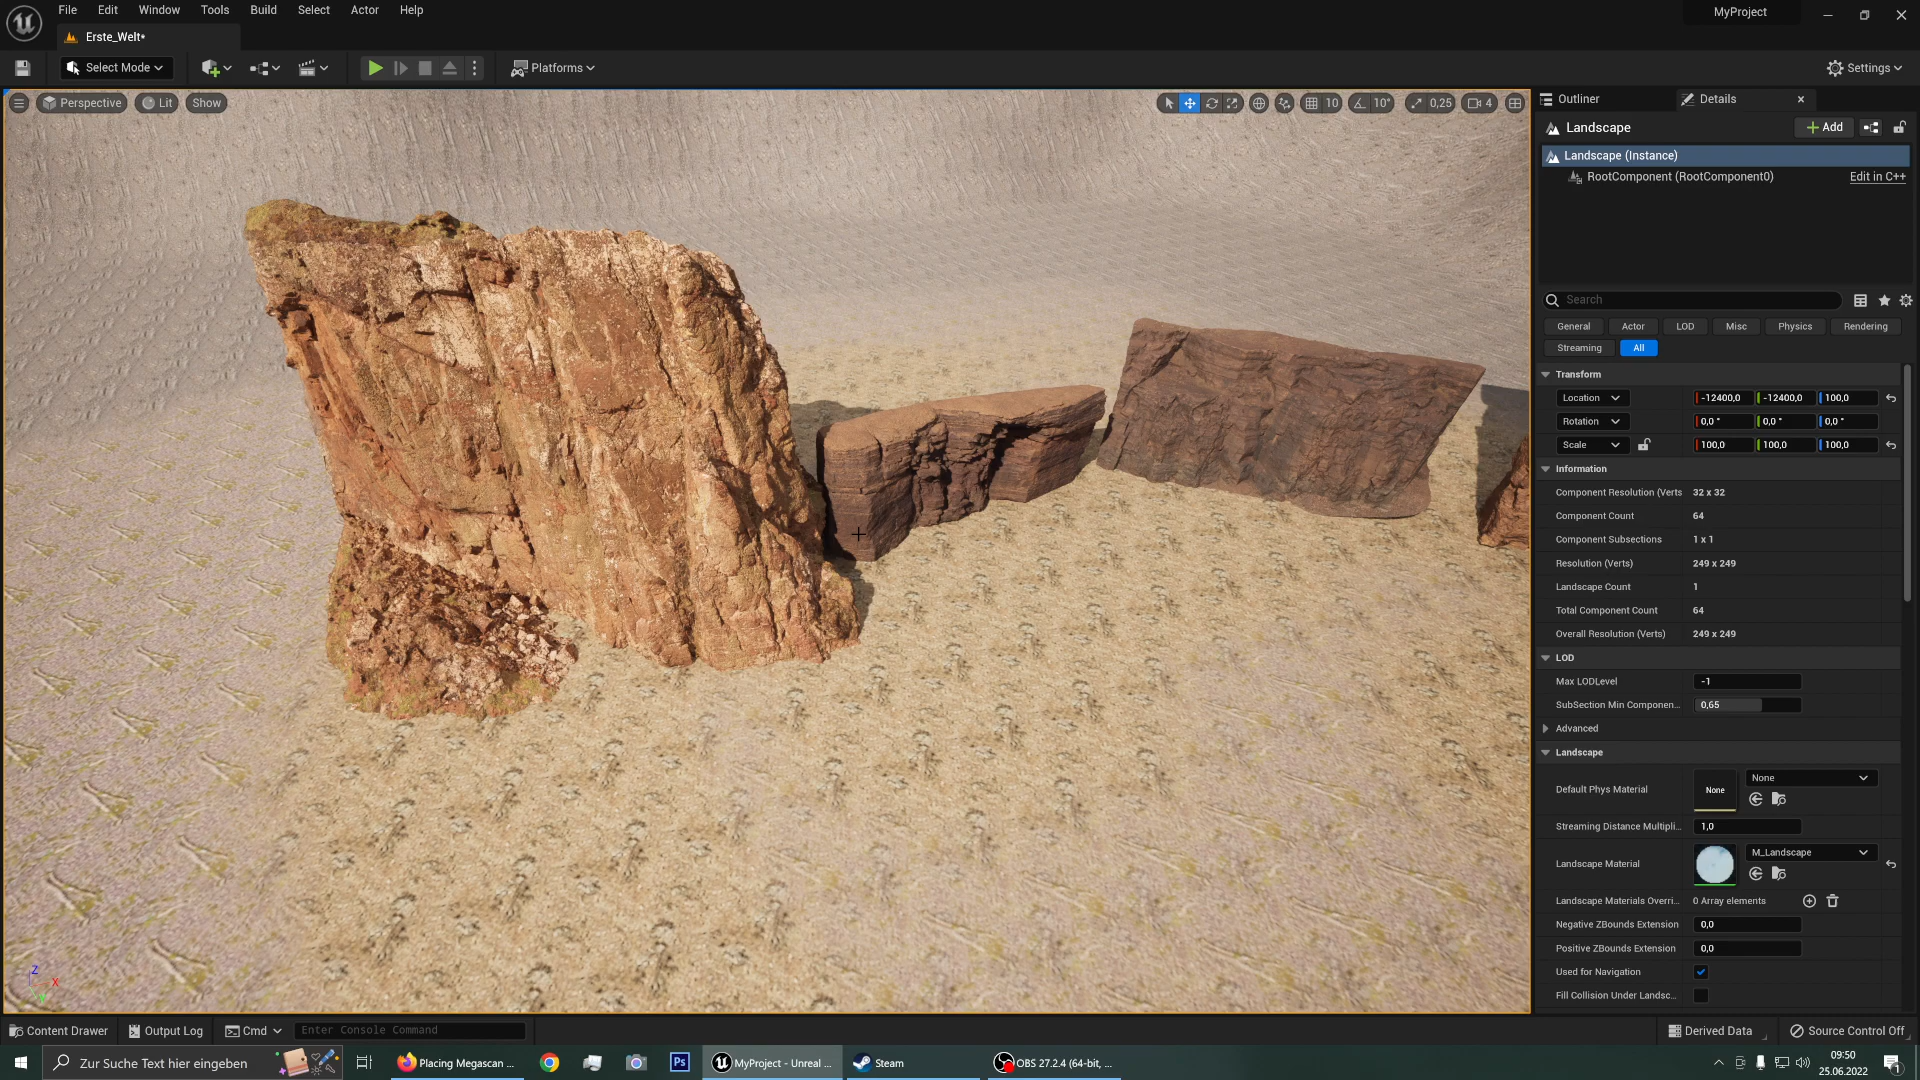 File Edit Window Tools Build Select Actor Help
MyProject
Erste_Welt•
Select Mode
Platforms
Settings
Perspective Lit Show
10 10° 0,25 4
Outliner Details
Landscape
Add
Landscape (Instance)
RootComponent (RootComponent0) Edit in C++
Search
General Actor LOD Misc Physics Rendering
Streaming All
Transform
Location -12400,0 -12400,0 100,0
Rotation 0,0 ° 0,0 ° 0,0 °
Scale 100,0 100,0 100,0
Information
Component Resolution (Verts 32 x 32
Component Count 64
Component Subsections 1 x 1
Resolution (Verts) 249 x 249
Landscape Count 1
Total Component Count 64
Overall Resolution (Verts) 249 x 249
LOD
Max LODLevel -1
SubSection Min Componen... 0,65
Advanced
Landscape
None
Default Phys Material None
Streaming Distance Multipli... 1,0
M_Landscape
Landscape Material
Landscape Materials Overri... 0 Array elements
Negative ZBounds Extension 0,0
Positive ZBounds Extension 0,0
Used for Navigation
Fill Collision Under Landsc...
Z
X
Y
Content Drawer Output Log Cmd Enter Console Command Derived Data Source Control Off
Zur Suche Text hier eingeben Placing Megascan ... Ps MyProject - Unreal ... Steam OBS 27.2.4 (64-bit, ...
09:50
25.06.2022
1